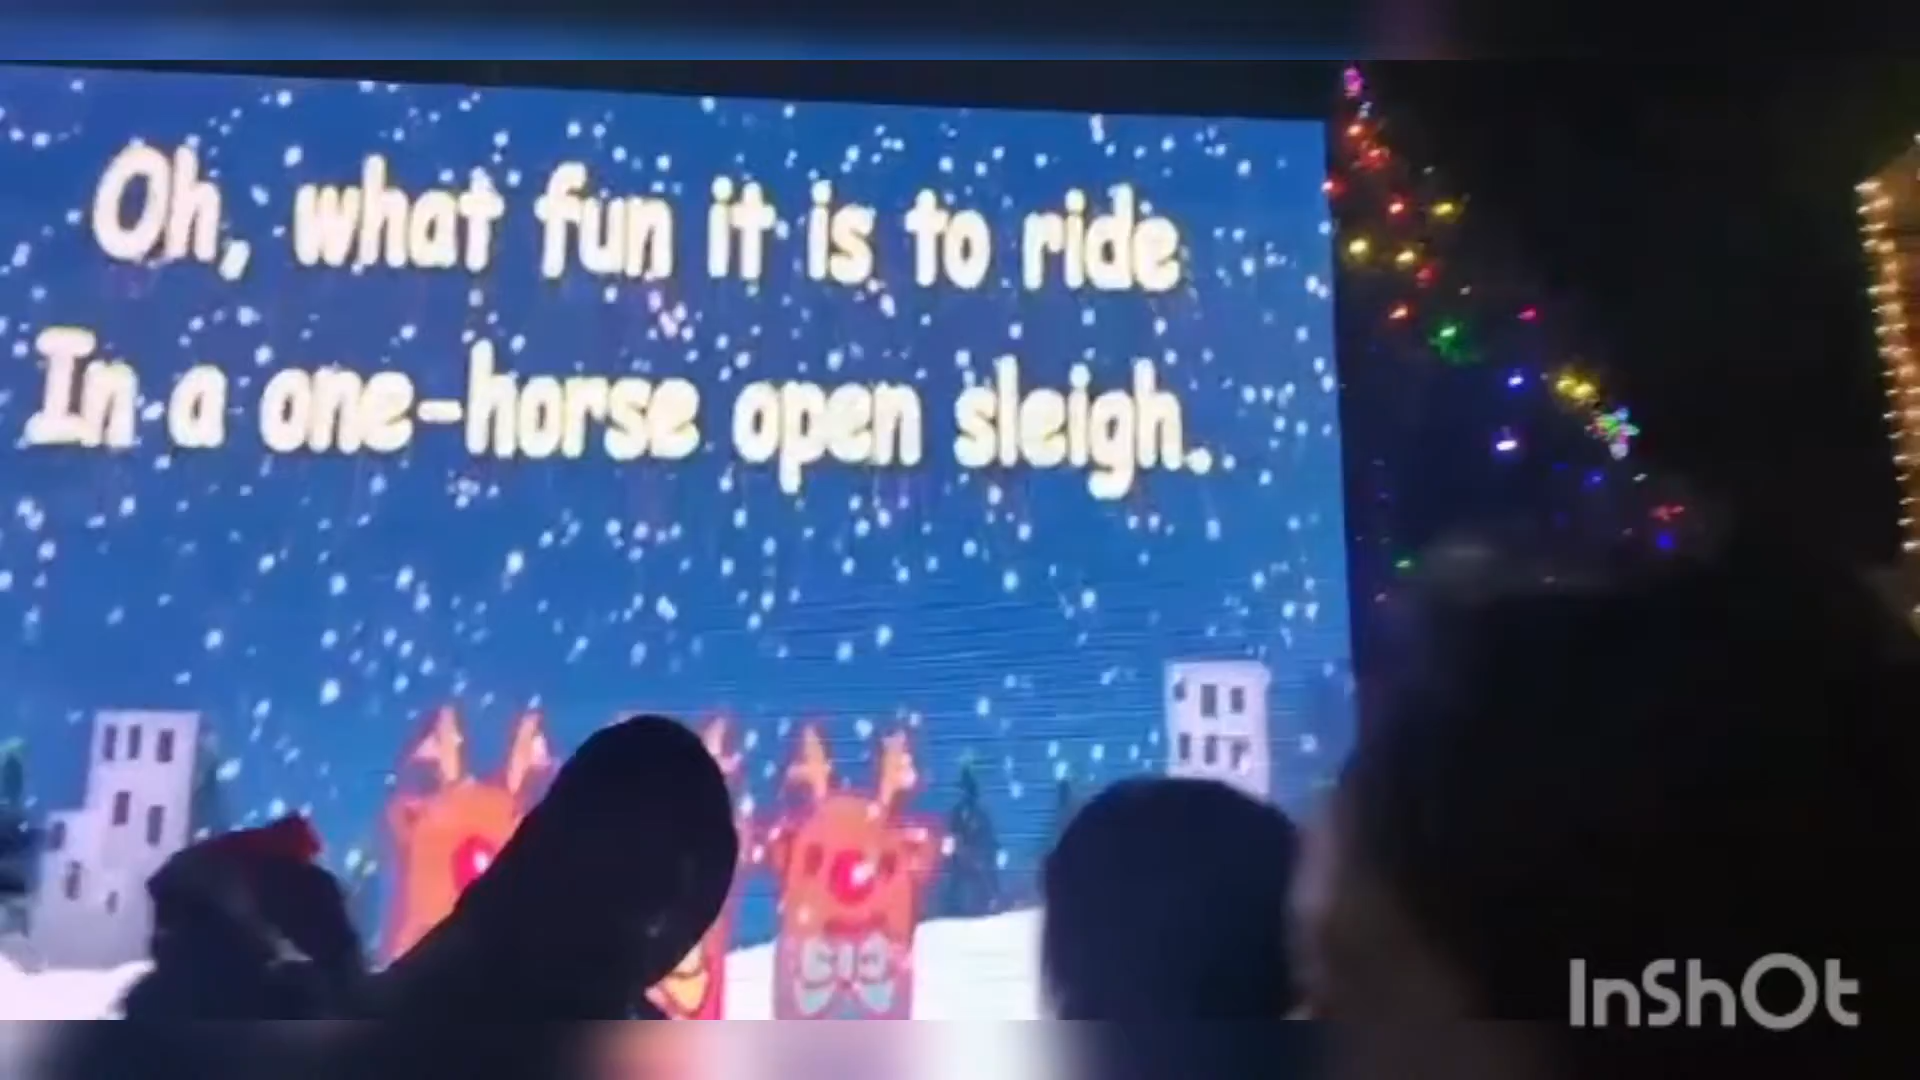 Oh, what fun it is to ride
In a one-horse open sleigh.
InShOt